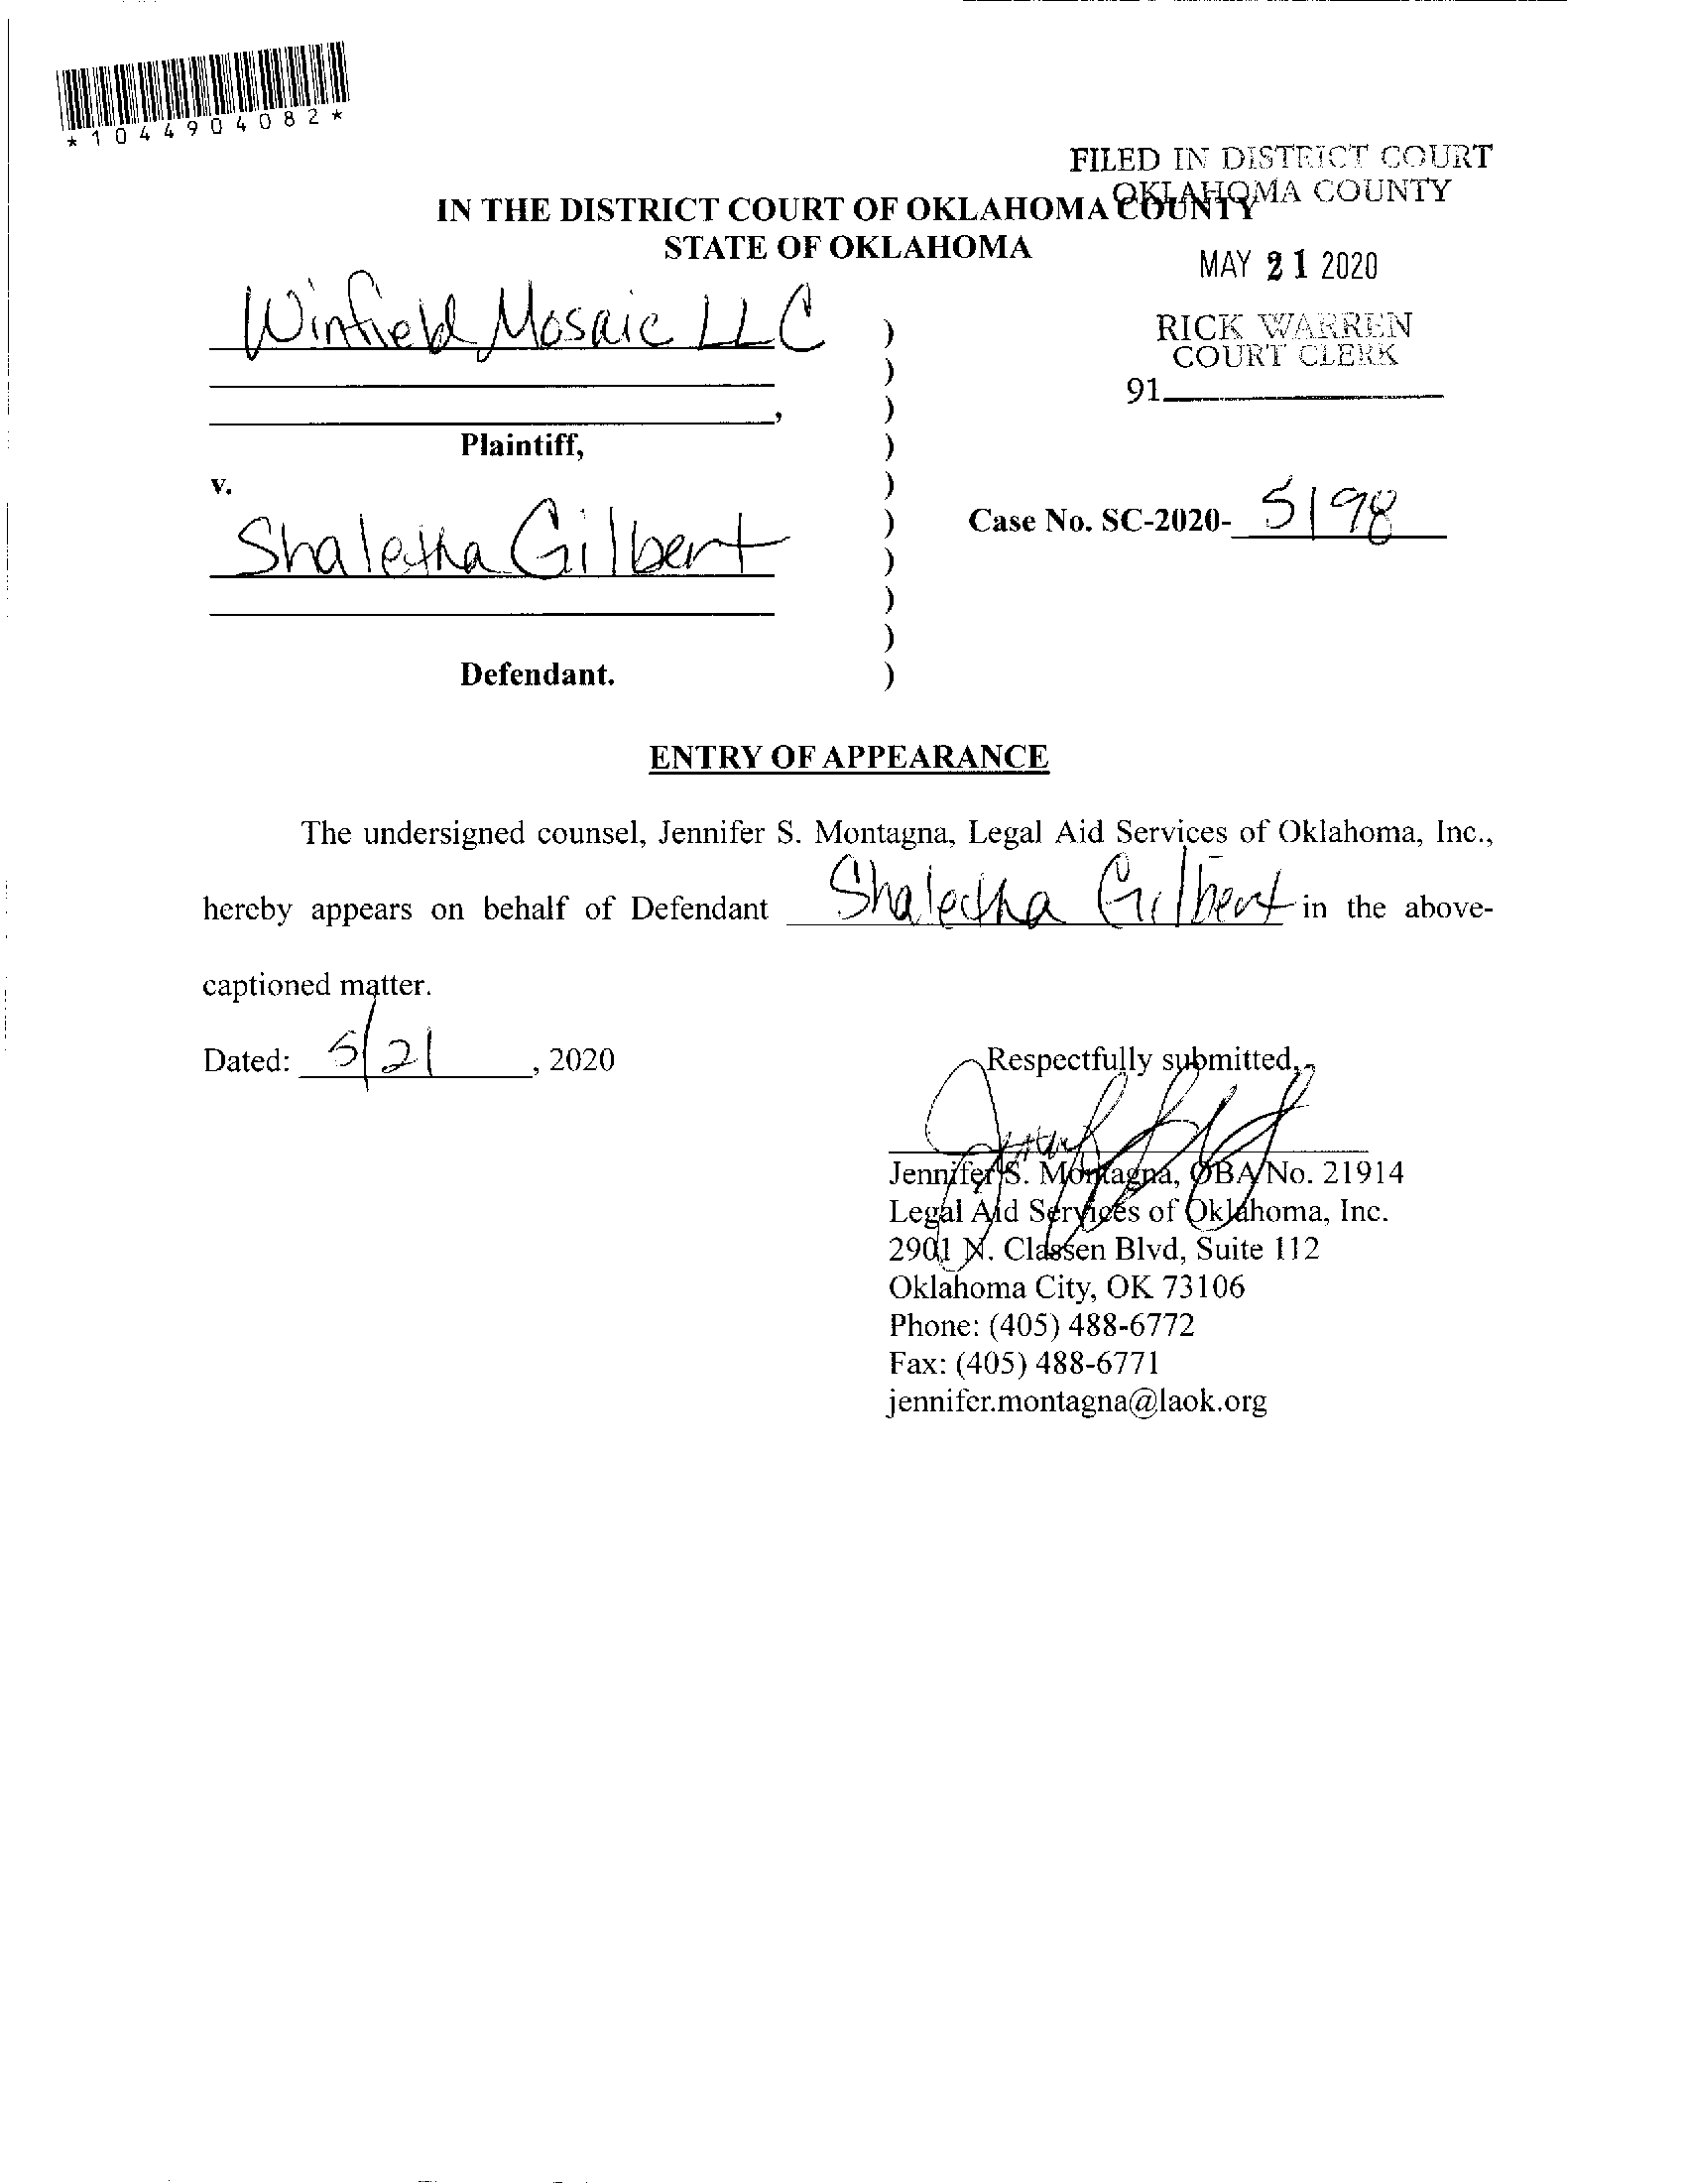 *1044904082*
FILED IN DISTRICT COURT
OKLAHOMA COUNTY
IN THE DISTRICT COURT OF OKLAHOMA COUNTY
STATE OF OKLAHOMA
MAY 21 2020
Winfield Mosaic LLC )
RICK WARREN
COURT CLERK
)
91
, )
Plaintiff, )
v. )
Case No. SC-2020- 5198
Shaletha Gilbert )
)
)
)
Defendant. )
ENTRY OF APPEARANCE
The undersigned counsel, Jennifer S. Montagna, Legal Aid Services of Oklahoma, Inc.,
hereby appears on behalf of Defendant Shaletha Gilbert in the above-
captioned matter.
Dated: 5/21, 2020
Respectfully submitted,
Jennifer S. Montagna, OBA No. 21914
Legal Aid Services of Oklahoma, Inc.
2901 N. Classen Blvd, Suite 112
Oklahoma City, OK 73106
Phone: (405) 488-6772
Fax: (405) 488-6771
jennifer.montagna@laok.org